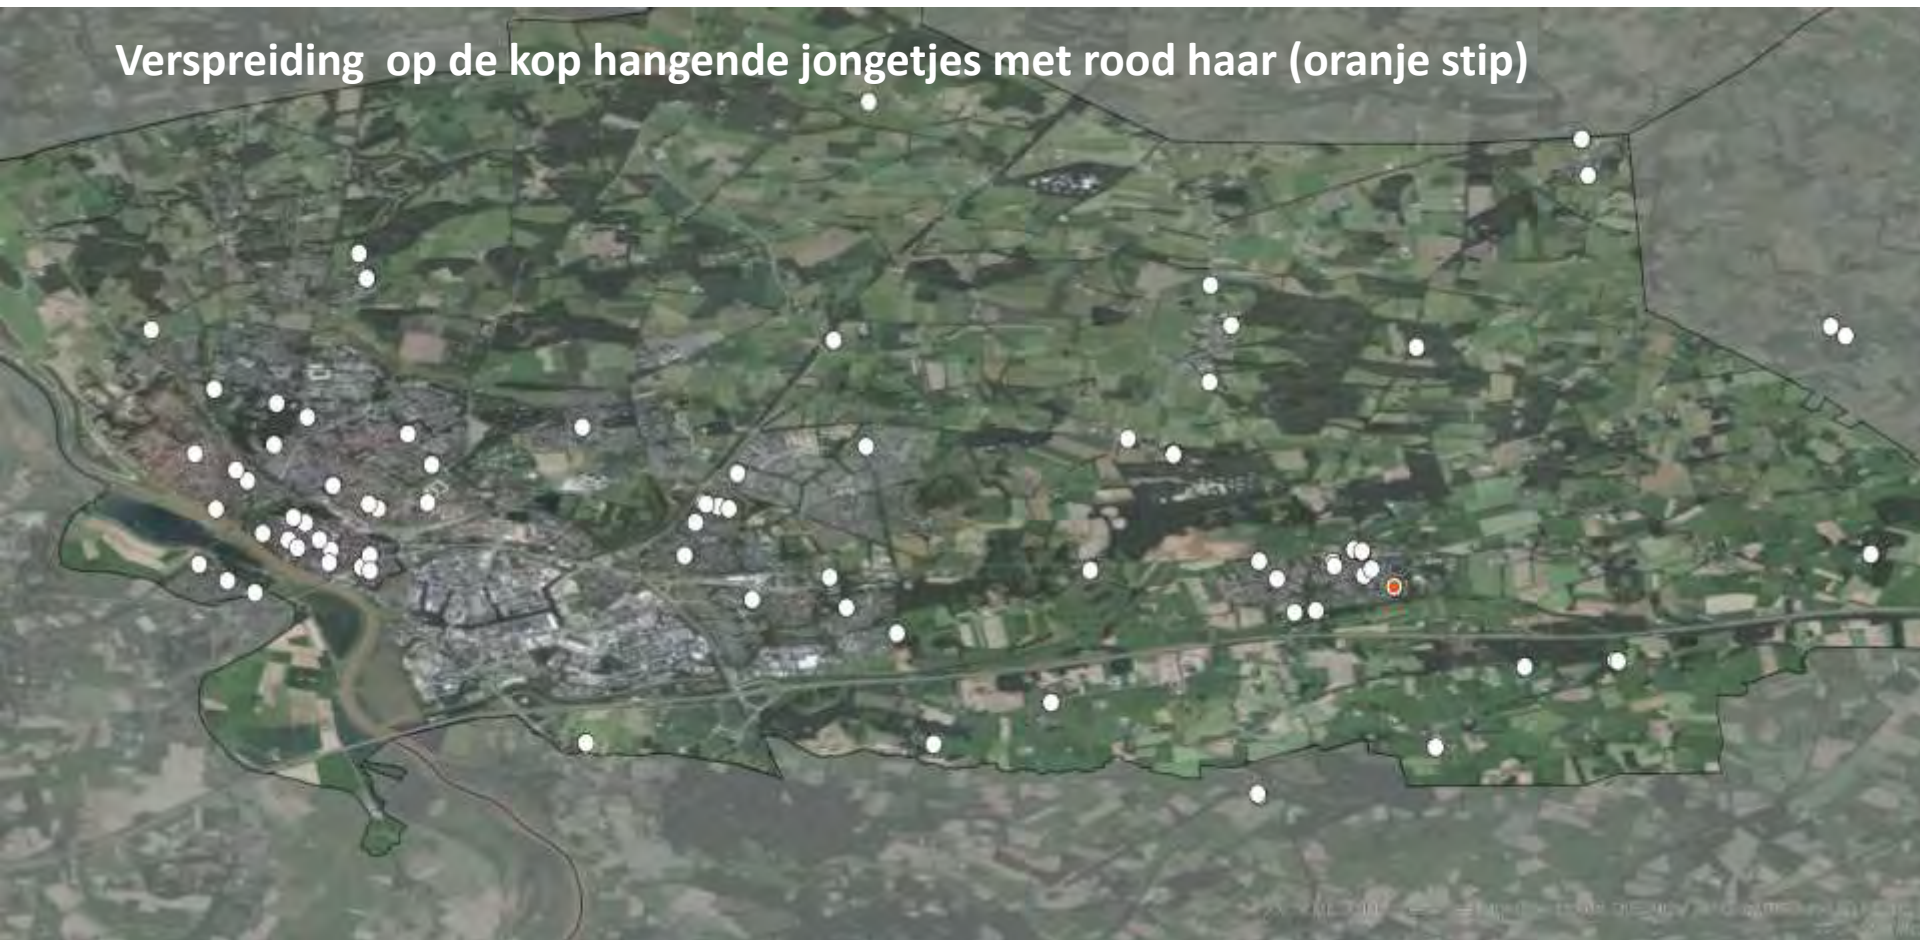 Verspreiding op de kop hangende jongetjes met rood haar (oranje stip)